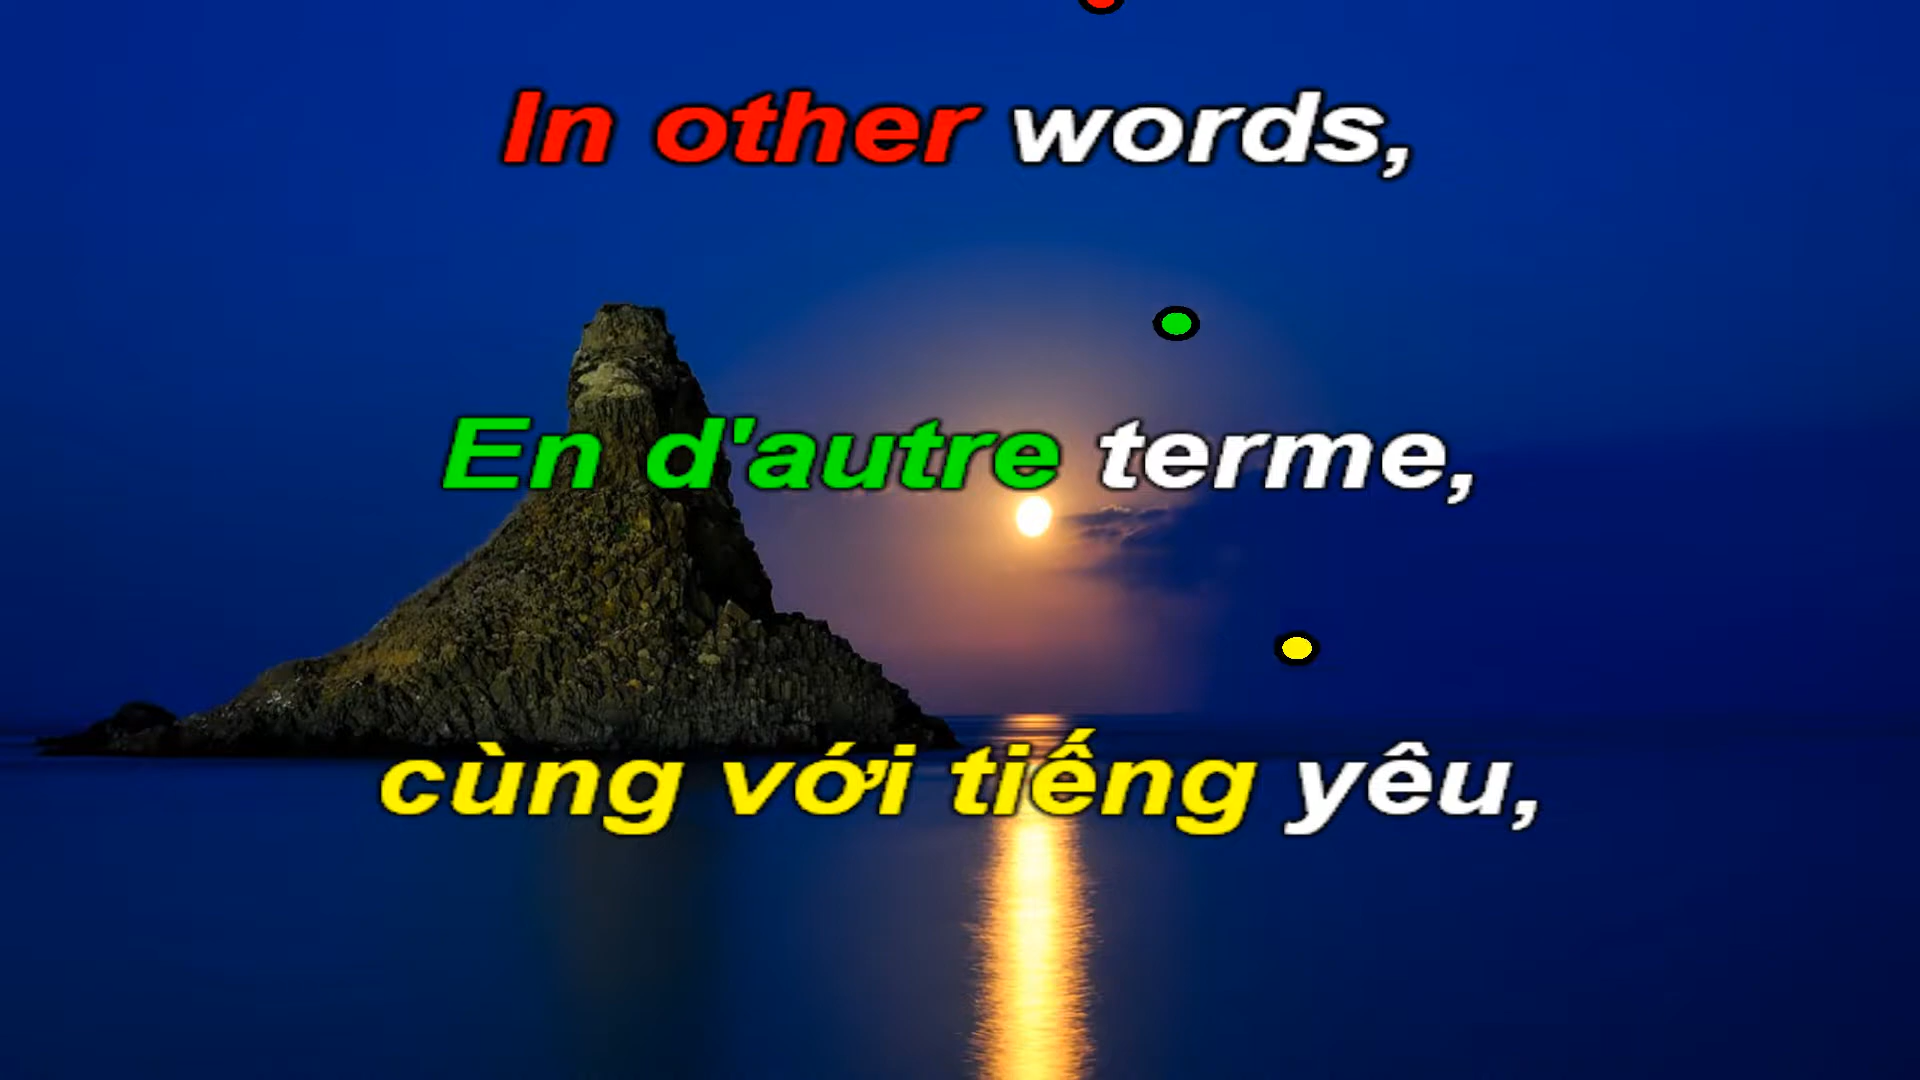 In other words,
En d'autre terme,
cùng với tiếng yêu,